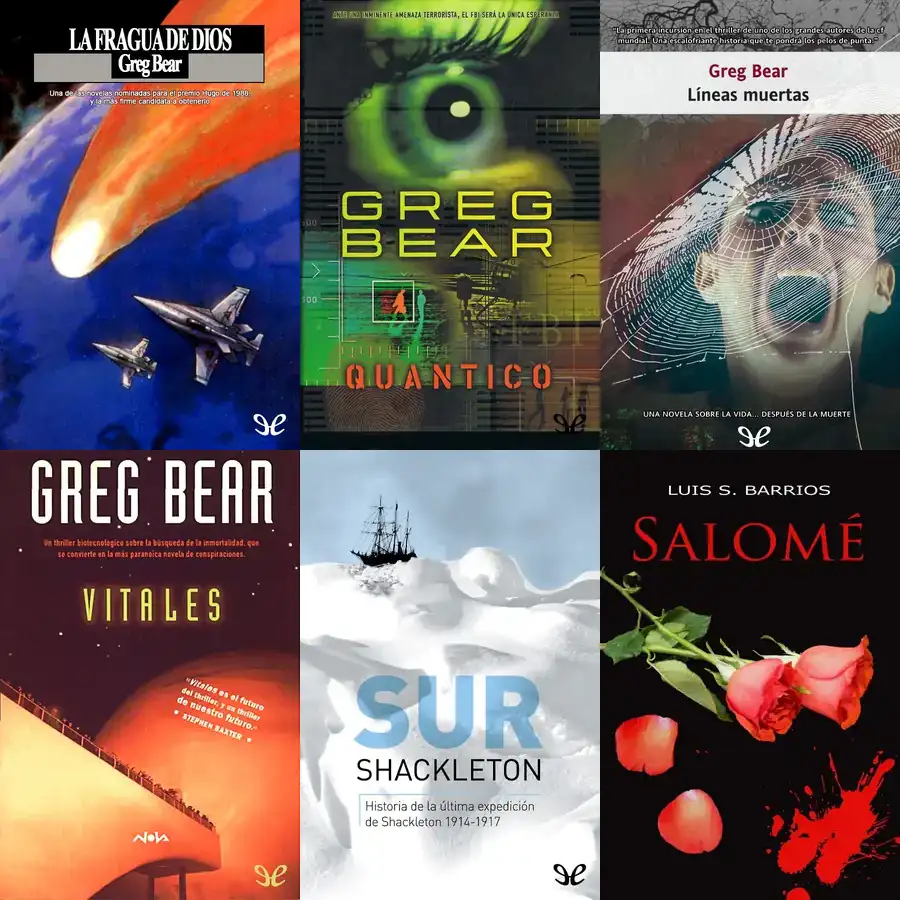 LA FRAGUA DE DIOS
Greg Bear
Una de las novelas nominadas para el premio Hugo de 1988,
y la más firme candidata a obtenerlo
ANTE UNA INMINENTE AMENAZA TERRORISTA, EL FBI SERÁ LA ÚNICA ESPERANZA
GREG
BEAR
FBI
QUANTICO
"La primera incursión en el thriller de uno de los grandes autores de la cf
mundial. Una escalofriante historia que te pondrá los pelos de punta."
Greg Bear
Líneas muertas
UNA NOVELA SOBRE LA VIDA... DESPUÉS DE LA MUERTE
GREG BEAR
Un thriller biotecnológico sobre la búsqueda de la inmortalidad, que
se convierte en la más paranoica novela de conspiraciones.
VITALES
"Vitales es el futuro
del thriller, y un thriller
de nuestro futuro."
* STEPHEN BAXTER *
NOVA
SUR
SHACKLETON
Historia de la última expedición
de Shackleton 1914-1917
LUIS S. BARRIOS
SALOMÉ